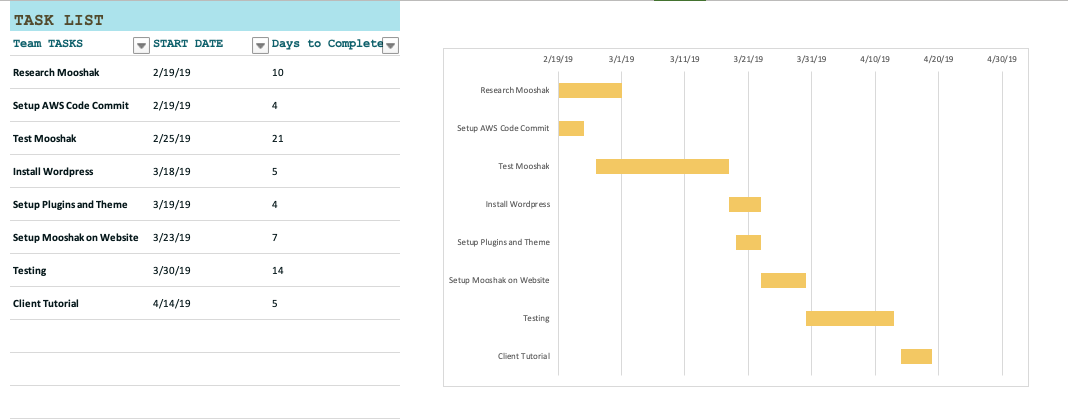 TASK LIST
Team TASKS START DATE Days to Complete
Research Mooshak 2/19/19 10
Setup AWS Code Commit 2/19/19 4
Test Mooshak 2/25/19 21
Install Wordpress 3/18/19 5
Setup Plugins and Theme 3/19/19 4
Setup Mooshak on Website 3/23/19 7
Testing 3/30/19 14
Client Tutorial 4/14/19 5
2/19/19 3/1/19 3/11/19 3/21/19 3/31/19 4/10/19 4/20/19 4/30/19
Research Mooshak
Setup AWS Code Commit
Test Mooshak
Install Wordpress
Setup Plugins and Theme
Setup Mooshak on Website
Testing
Client Tutorial